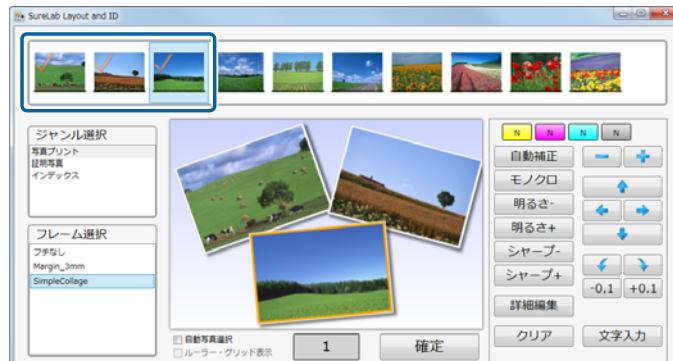 SureLab Layout and ID
ジャンル選択
写真プリント
証明写真
インデックス
フレーム選択
フチなし
Margin_3mm
SimpleCollage
自動写真選択
ルーラー・グリッド表示
1
確定
N N N N
自動補正
モノクロ
明るさ-
明るさ+
シャープ-
シャープ+
詳細編集
クリア
-0.1 +0.1
文字入力